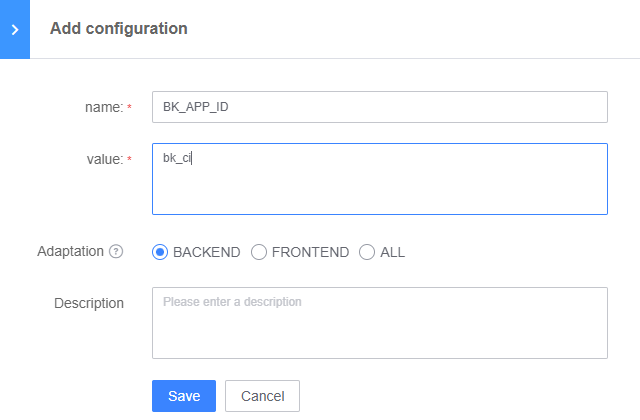 Add configuration
name: *
BK_APP_ID
value: *
bk_ci
Adaptation ?
BACKEND FRONTEND ALL
Description
Please enter a description
Save Cancel